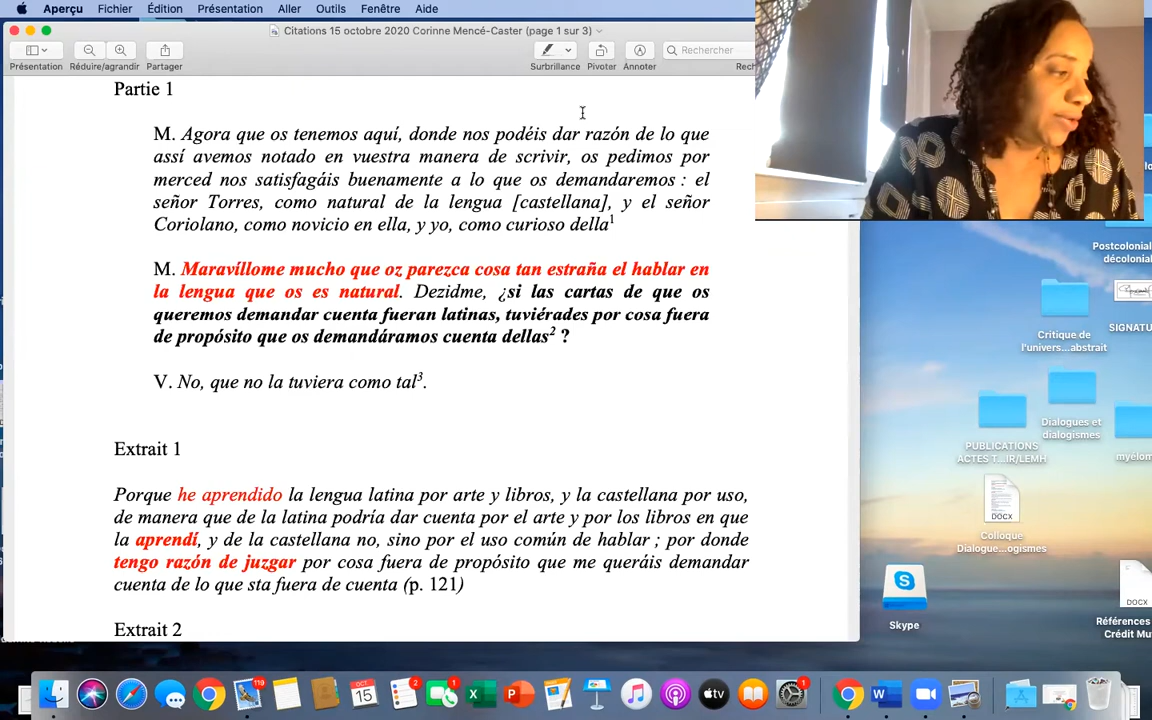 Aperçu Fichier Édition Présentation Aller Outils Fenêtre Aide
Citations 15 octobre 2020 Corinne Mencé-Caster (page 1 sur 3)
Rechercher
Présentation Réduire/agrandir Partager Surbrillance Pivoter Annoter
Partie 1
M. Agora que os tenemos aquí, donde nos podéis dar razón de lo que
assí avemos notado en vuestra manera de scrivir, os pedimos por
merced nos satisfagáis buenamente a lo que os demandaremos : el
señor Torres, como natural de la lengua [castellana], y el señor
Coriolano, como novicio en ella, y yo, como curioso della1
M. Maravíllome mucho que oz parezca cosa tan estraña el hablar en
la lengua que os es natural. Dezidme, ¿si las cartas de que os
queremos demandar cuenta fueran latinas, tuviérades por cosa fuera
de propósito que os demandáramos cuenta dellas2 ?
V. No, que no la tuviera como tal3.
Extrait 1
Porque he aprendido la lengua latina por arte y libros, y la castellana por uso,
de manera que de la latina podría dar cuenta por el arte y por los libros en que
la aprendí, y de la castellana no, sino por el uso común de hablar ; por donde
tengo razón de juzgar por cosa fuera de propósito que me queráis demandar
cuenta de lo que sta fuera de cuenta (p. 121)
Extrait 2
Postcolonial
décolonial
SIGNATU
Critique de
l'univers...abstrait
PUBLICATIONS
ACTES T...IR/LEMH
Dialogues et
dialogismes
myélom
DOCX
Colloque
Dialogue...ogismes
Skype
DOCX
Références
Crédit Mu
119
OCT.
15
2
1
tv
1